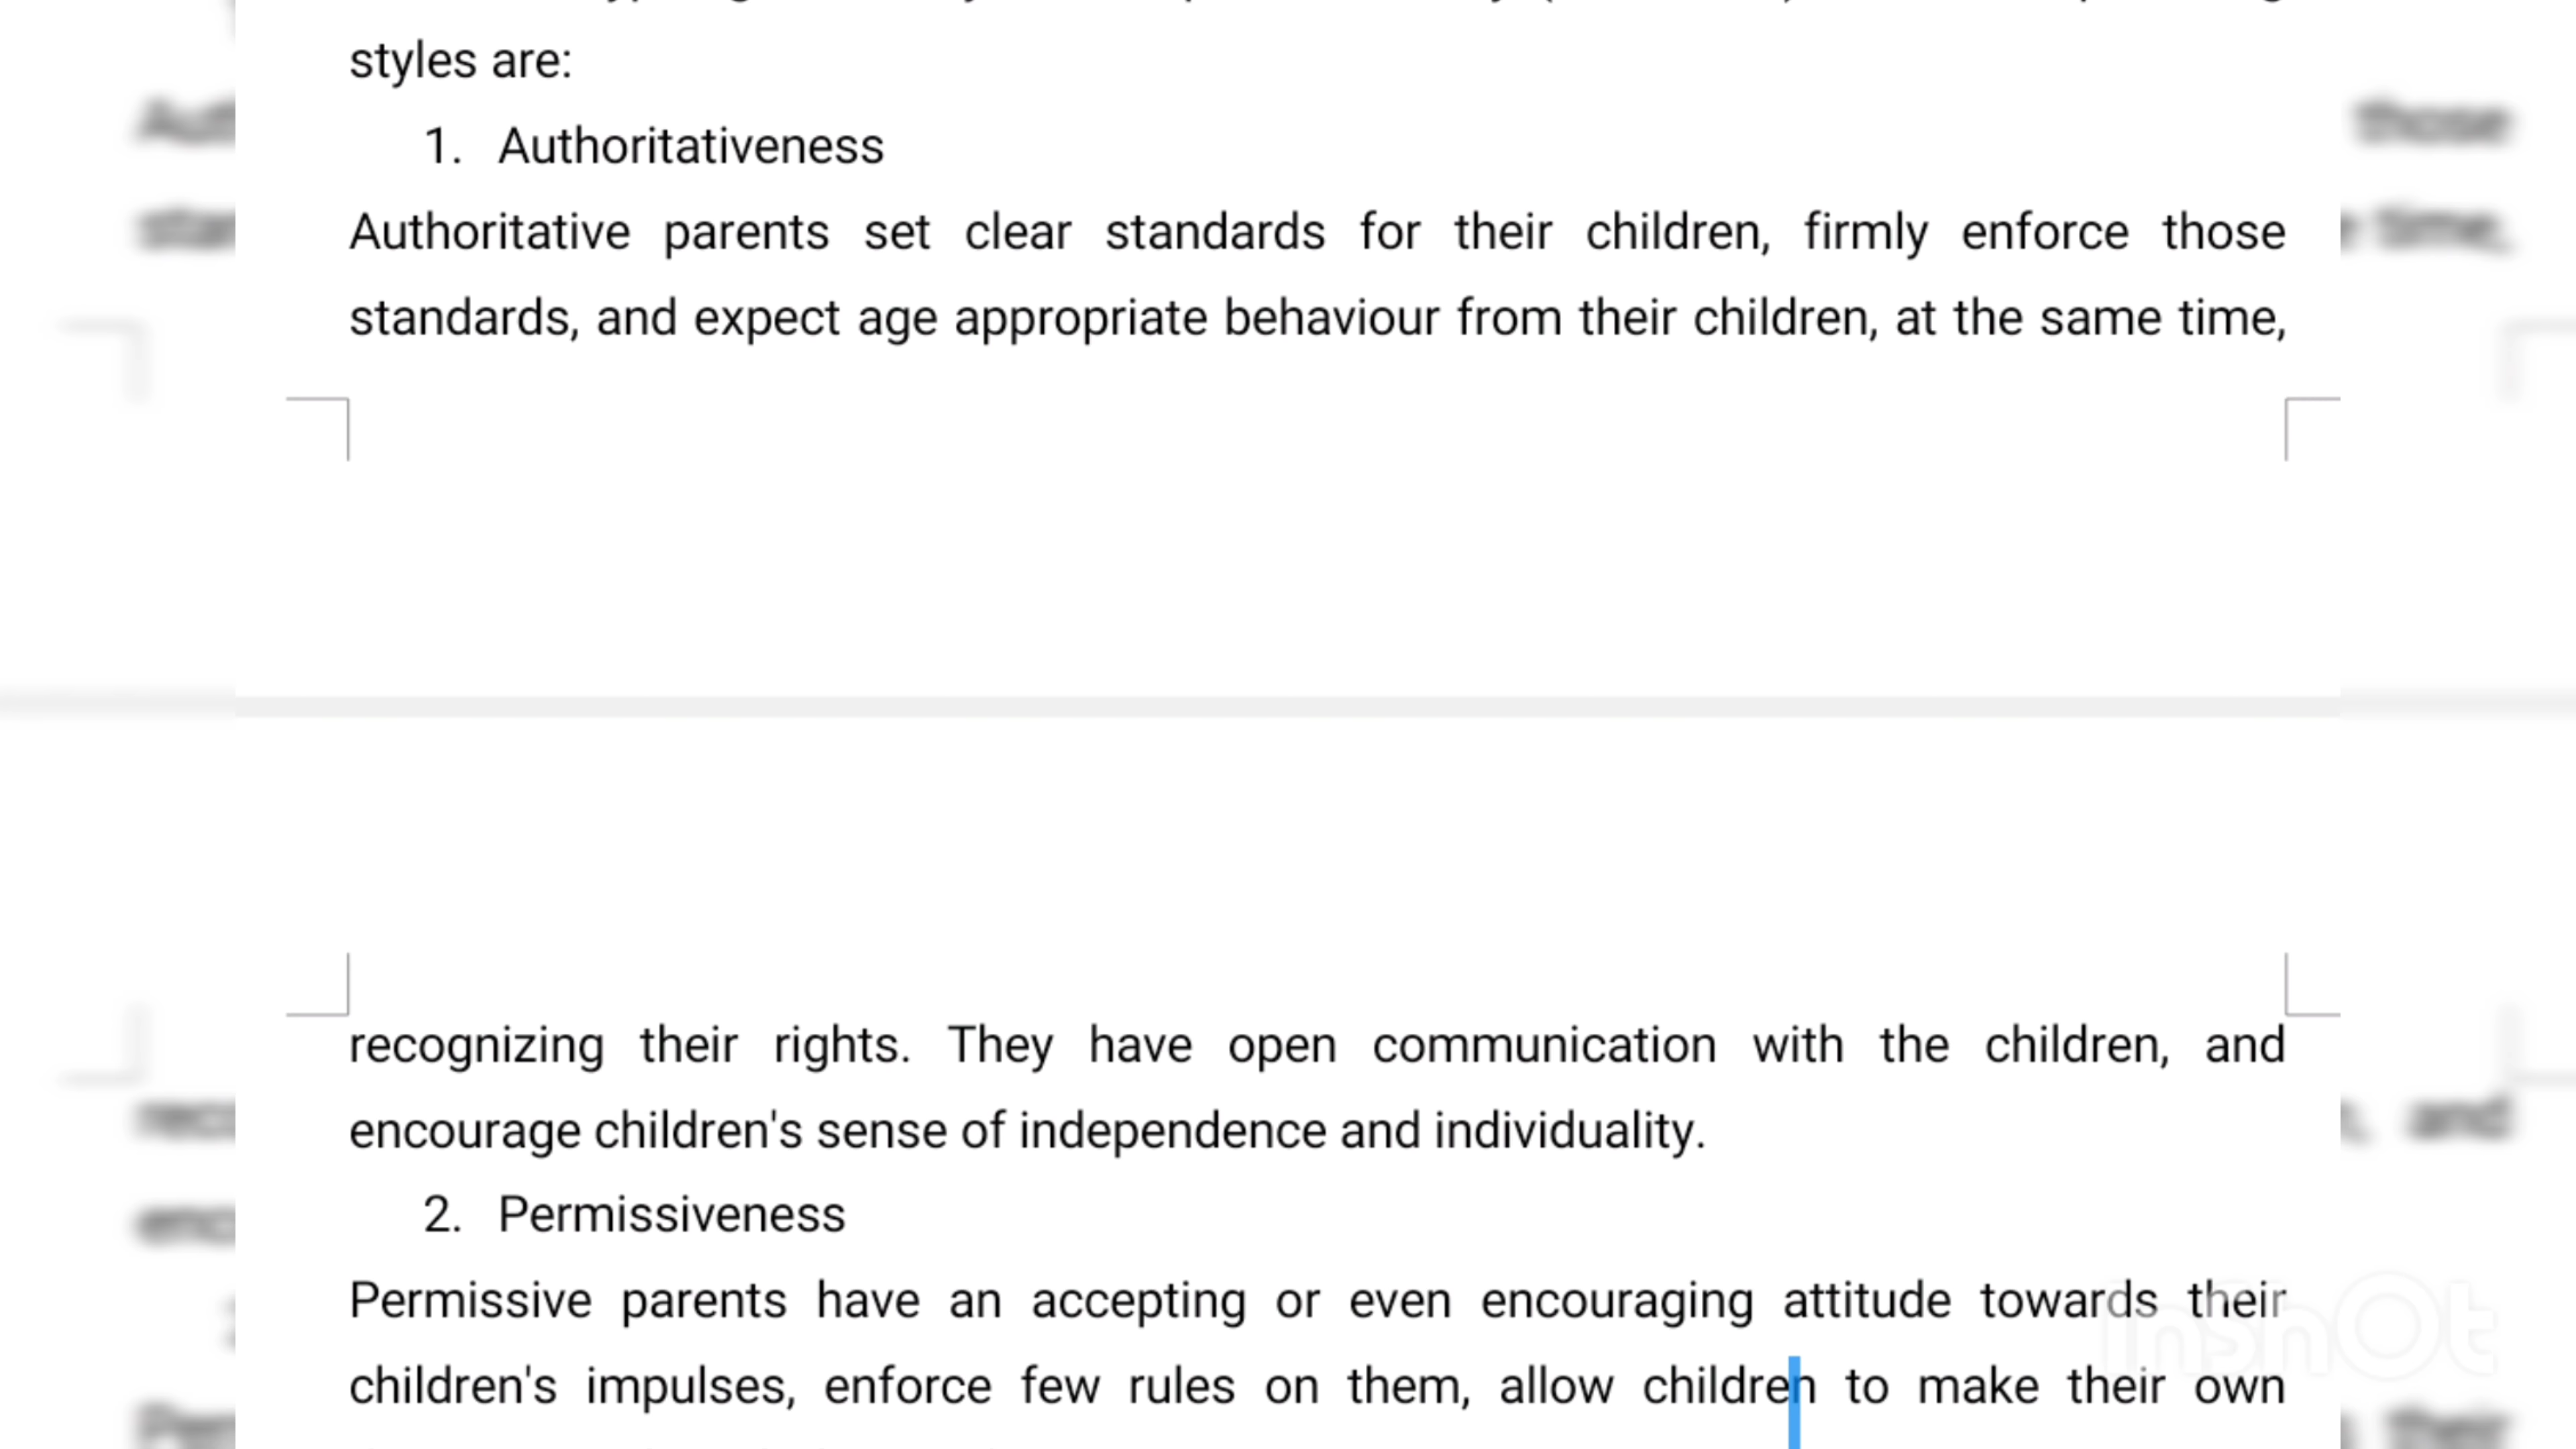 styles are:
1. Authoritativeness
Authoritative parents set clear standards for their children, firmly enforce those
standards, and expect age appropriate behaviour from their children, at the same time,
recognizing their rights. They have open communication with the children, and
encourage children's sense of independence and individuality.
2. Permissiveness
Permissive parents have an accepting or even encouraging attitude towards their
children's impulses, enforce few rules on them, allow children to make their own
InShOt